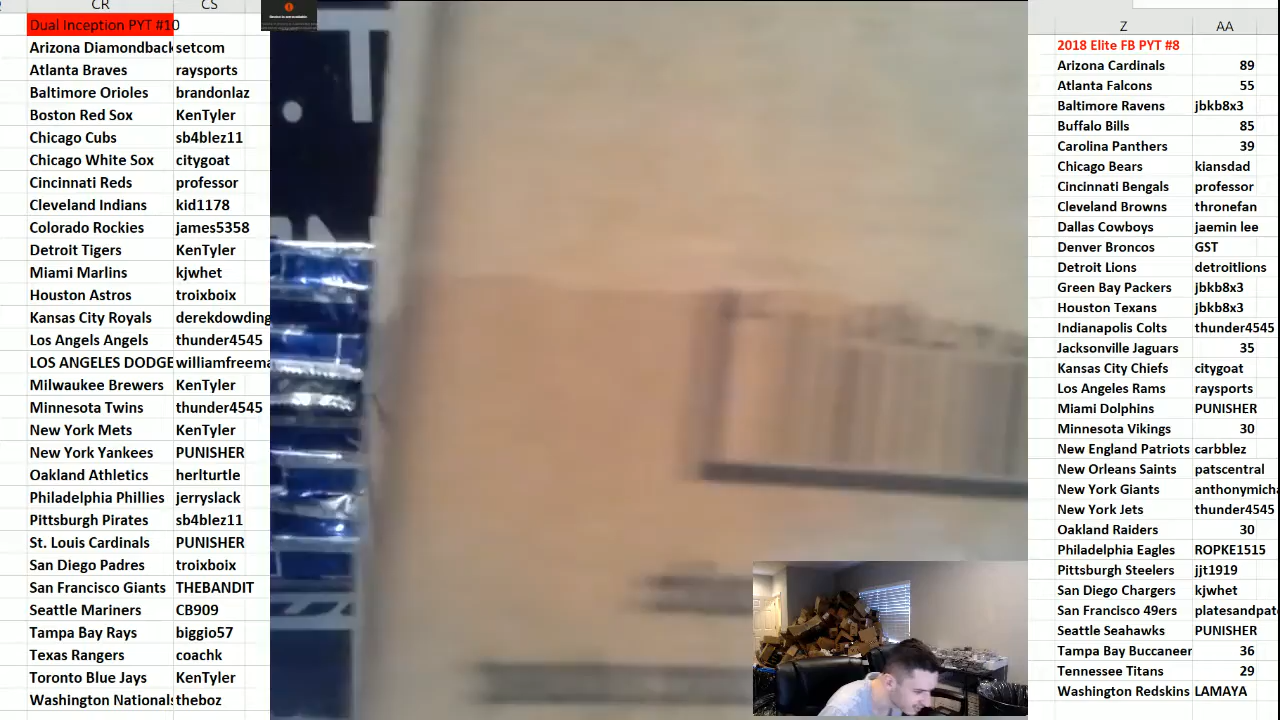 CR CS
Dual Inception PYT #10
Arizona Diamondback setcom
Atlanta Braves raysports
Baltimore Orioles brandonlaz
Boston Red Sox KenTyler
Chicago Cubs sb4blez11
Chicago White Sox citygoat
Cincinnati Reds professor
Cleveland Indians kid1178
Colorado Rockies james5358
Detroit Tigers KenTyler
Miami Marlins kjwhet
Houston Astros troixboix
Kansas City Royals derekdowding
Los Angels Angels thunder4545
LOS ANGELES DODGE williamfreema
Milwaukee Brewers KenTyler
Minnesota Twins thunder4545
New York Mets KenTyler
New York Yankees PUNISHER
Oakland Athletics herlturtle
Philadelphia Phillies jerryslack
Pittsburgh Pirates sb4blez11
St. Louis Cardinals PUNISHER
San Diego Padres troixboix
San Francisco Giants THEBANDIT
Seattle Mariners CB909
Tampa Bay Rays biggio57
Texas Rangers coachk
Toronto Blue Jays KenTyler
Washington Nationals theboz
Z AA
2018 Elite FB PYT #8
Arizona Cardinals 89
Atlanta Falcons 55
Baltimore Ravens jbkb8x3
Buffalo Bills 85
Carolina Panthers 39
Chicago Bears kiansdad
Cincinnati Bengals professor
Cleveland Browns thronefan
Dallas Cowboys jaemin lee
Denver Broncos GST
Detroit Lions detroitlions
Green Bay Packers jbkb8x3
Houston Texans jbkb8x3
Indianapolis Colts thunder4545
Jacksonville Jaguars 35
Kansas City Chiefs citygoat
Los Angeles Rams raysports
Miami Dolphins PUNISHER
Minnesota Vikings 30
New England Patriots carbblez
New Orleans Saints patscentral
New York Giants anthonymicha
New York Jets thunder4545
Oakland Raiders 30
Philadelphia Eagles ROPKE1515
Pittsburgh Steelers jjt1919
San Diego Chargers kjwhet
San Francisco 49ers platesandpat
Seattle Seahawks PUNISHER
Tampa Bay Buccaneer 36
Tennessee Titans 29
Washington Redskins LAMAYA